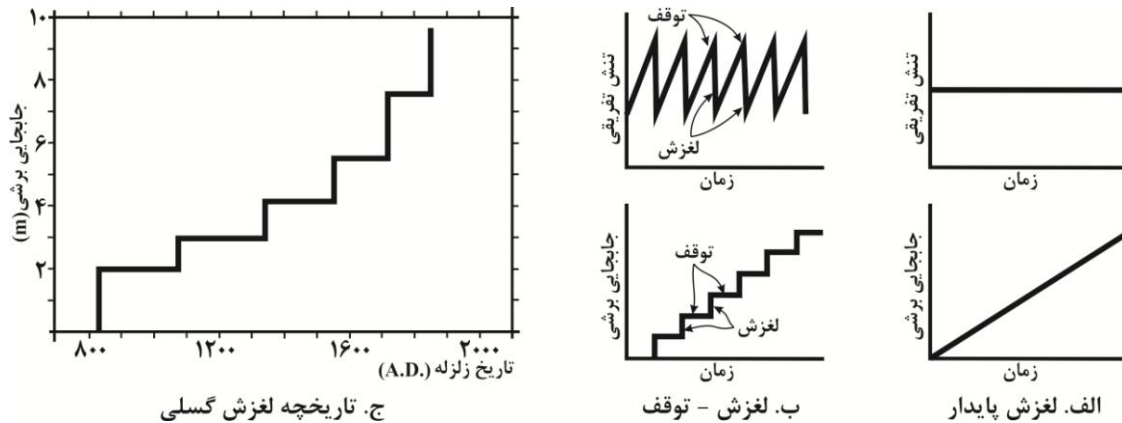 تنش تفریقی
زمان
جابجایی برشی
زمان
الف. لغزش پایدار
توقف
تنش تفریقی
لغزش
زمان
توقف
جابجایی برشی
لغزش
زمان
ب. لغزش - توقف
۱۰
۸
۶
۴
۲
جابجایی برشی (m)
۸۰۰ ۱۲۰۰ ۱۶۰۰ ۲۰۰۰
تاریخ زلزله (A.D.)
ج. تاریخچه لغزش گسلی